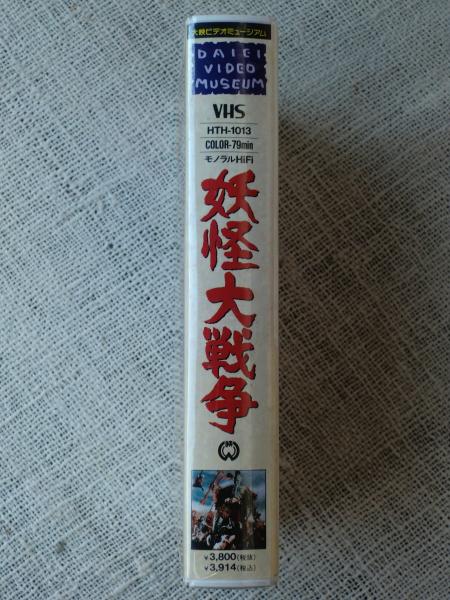 大映ビデオミュージアム
DAIEI
VIDEO
MUSEUM
VHS
HTH-1013
COLOR-79min
モノラルHiFi
妖怪大戦争
¥3,800(税抜)
¥3,914(税込)